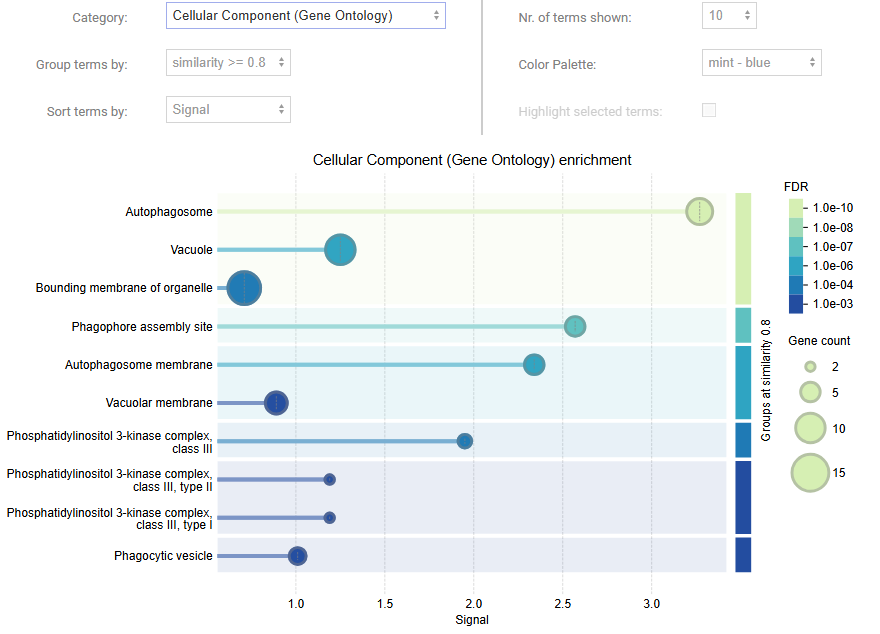 Category: Cellular Component (Gene Ontology)
Nr. of terms shown: 10
Group terms by: similarity >= 0.8
Color Palette: mint - blue
Sort terms by: Signal
Highlight selected terms:
Cellular Component (Gene Ontology) enrichment
Autophagosome
Vacuole
Bounding membrane of organelle
Phagophore assembly site
Autophagosome membrane
Vacuolar membrane
Phosphatidylinositol 3-kinase complex,
class III
Phosphatidylinositol 3-kinase complex,
class III, type II
Phosphatidylinositol 3-kinase complex,
class III, type I
Phagocytic vesicle
1.0 1.5 2.0 2.5 3.0
Signal
Groups at similarity 0.8
FDR
1.0e-10
1.0e-08
1.0e-07
1.0e-06
1.0e-04
1.0e-03
Gene count
2
5
10
15